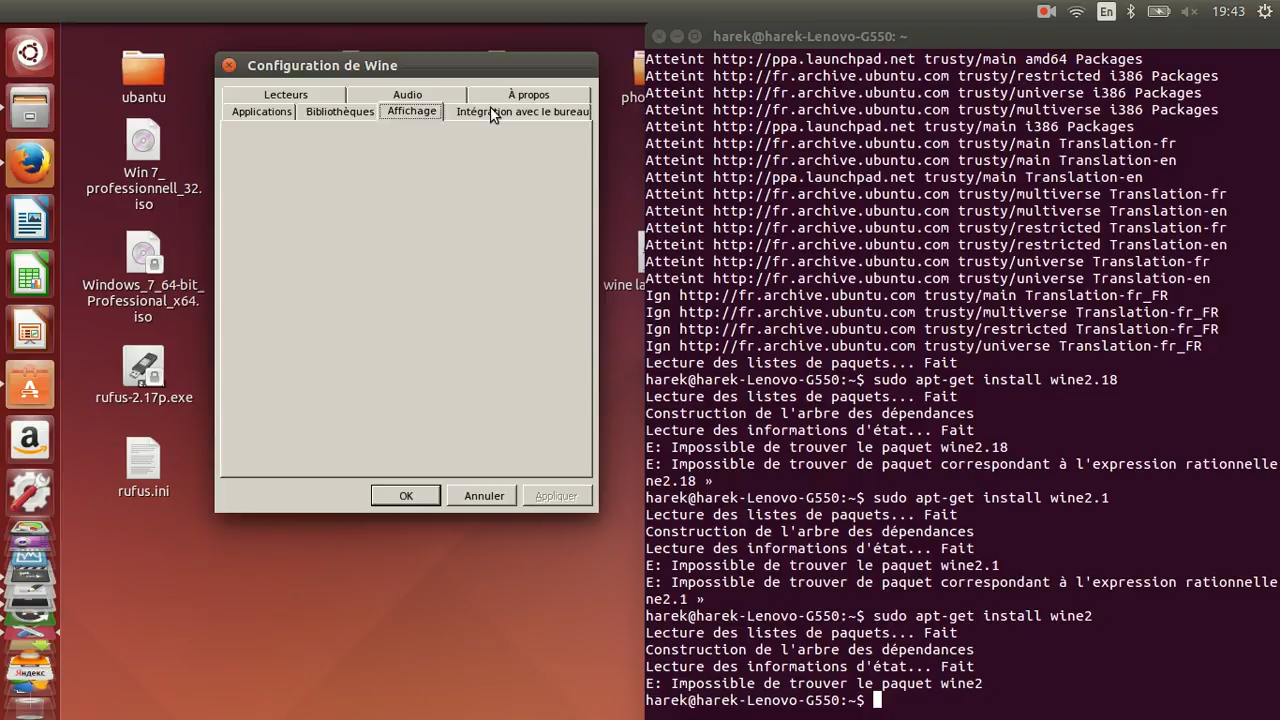 En
19:43
harek@harek-Lenovo-G550: ~
ubantu
Win 7_
professionnell_32.
iso
Windows_7_64-bit_
Professional_x64.
iso
rufus-2.17p.exe
rufus.ini
Яндекс
Configuration de Wine
Lecteurs
Audio
À propos
Applications
Bibliothèques
Affichage
Intégration avec le bureau
OK
Annuler
Appliquer
pho
wine la
Atteint http://ppa.launchpad.net trusty/main amd64 Packages
Atteint http://fr.archive.ubuntu.com trusty/restricted i386 Packages
Atteint http://fr.archive.ubuntu.com trusty/universe i386 Packages
Atteint http://fr.archive.ubuntu.com trusty/multiverse i386 Packages
Atteint http://ppa.launchpad.net trusty/main i386 Packages
Atteint http://fr.archive.ubuntu.com trusty/main Translation-fr
Atteint http://fr.archive.ubuntu.com trusty/main Translation-en
Atteint http://ppa.launchpad.net trusty/main Translation-en
Atteint http://fr.archive.ubuntu.com trusty/multiverse Translation-fr
Atteint http://fr.archive.ubuntu.com trusty/multiverse Translation-en
Atteint http://fr.archive.ubuntu.com trusty/restricted Translation-fr
Atteint http://fr.archive.ubuntu.com trusty/restricted Translation-en
Atteint http://fr.archive.ubuntu.com trusty/universe Translation-fr
Atteint http://fr.archive.ubuntu.com trusty/universe Translation-en
Ign http://fr.archive.ubuntu.com trusty/main Translation-fr_FR
Ign http://fr.archive.ubuntu.com trusty/multiverse Translation-fr_FR
Ign http://fr.archive.ubuntu.com trusty/restricted Translation-fr_FR
Ign http://fr.archive.ubuntu.com trusty/universe Translation-fr_FR
Lecture des listes de paquets... Fait
harek@harek-Lenovo-G550:~$ sudo apt-get install wine2.18
Lecture des listes de paquets... Fait
Construction de l'arbre des dépendances
Lecture des informations d'état... Fait
E: Impossible de trouver le paquet wine2.18
E: Impossible de trouver de paquet correspondant à l'expression rationnelle
ne2.18 »
harek@harek-Lenovo-G550:~$ sudo apt-get install wine2.1
Lecture des listes de paquets... Fait
Construction de l'arbre des dépendances
Lecture des informations d'état... Fait
E: Impossible de trouver le paquet wine2.1
E: Impossible de trouver de paquet correspondant à l'expression rationnelle
ne2.1 »
harek@harek-Lenovo-G550:~$ sudo apt-get install wine2
Lecture des listes de paquets... Fait
Construction de l'arbre des dépendances
Lecture des informations d'état... Fait
E: Impossible de trouver le paquet wine2
harek@harek-Lenovo-G550:~$